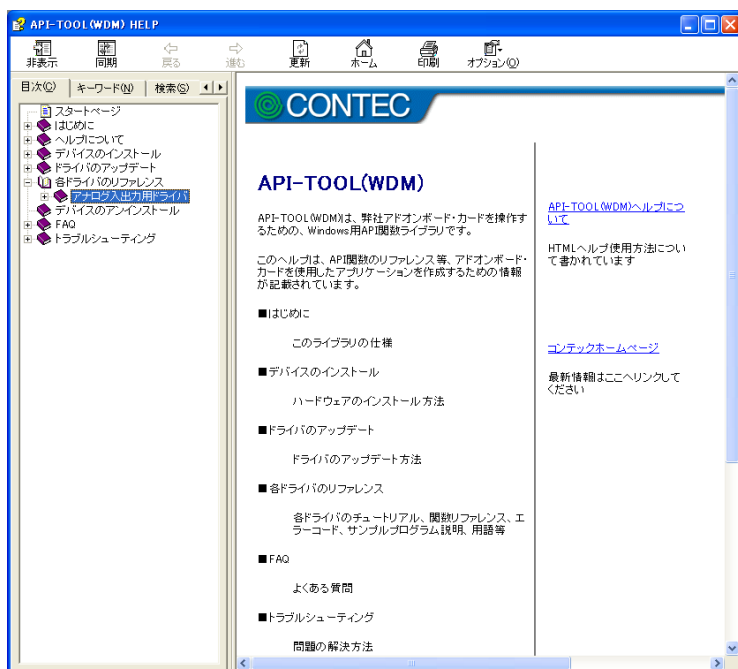 API-TOOL(WDM) HELP
非表示 同期 戻る 進む 更新 ホーム 印刷 オプション(O)
目次(C) キーワード(N) 検索(S)
スタートページ
はじめに
ヘルプについて
デバイスのインストール
ドライバのアップデート
各ドライバのリファレンス
アナログ入出力用ドライバ
デバイスのアンインストール
FAQ
トラブルシューティング
CONTEC
API-TOOL(WDM)
API-TOOL(WDM)は、弊社アドオンボード・カードを操作す
るための、Windows用API関数ライブラリです。
このヘルプは、API関数のリファレンス等、アドオンボード・
カードを使用したアプリケーションを作成するための情報
が記載されています。
■はじめに
このライブラリの仕様
■デバイスのインストール
ハードウェアのインストール方法
■ドライバのアップデート
ドライバのアップデート方法
■各ドライバのリファレンス
各ドライバのチュートリアル、関数リファレンス、エ
ラーコード、サンプルプログラム説明、用語等
■FAQ
よくある質問
■トラブルシューティング
問題の解決方法
API-TOOL(WDM)ヘルプにつ
いて
HTMLヘルプ使用方法につい
て書かれています
コンテックホームページ
最新情報はここへリンクして
ください